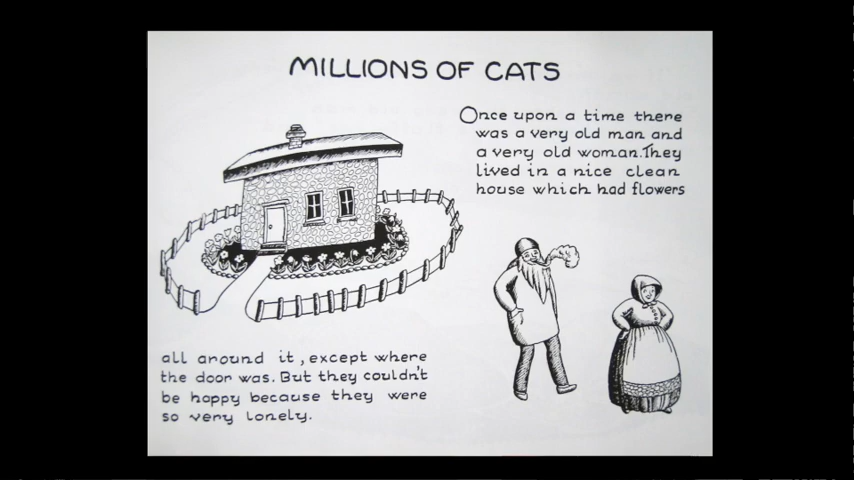 MILLIONS OF CATS
Once upon a time there
was a very old man and
a very old woman. They
lived in a nice clean
house which had flowers
all around it, except where
the door was. But they couldn't
be happy because they were
so very lonely.